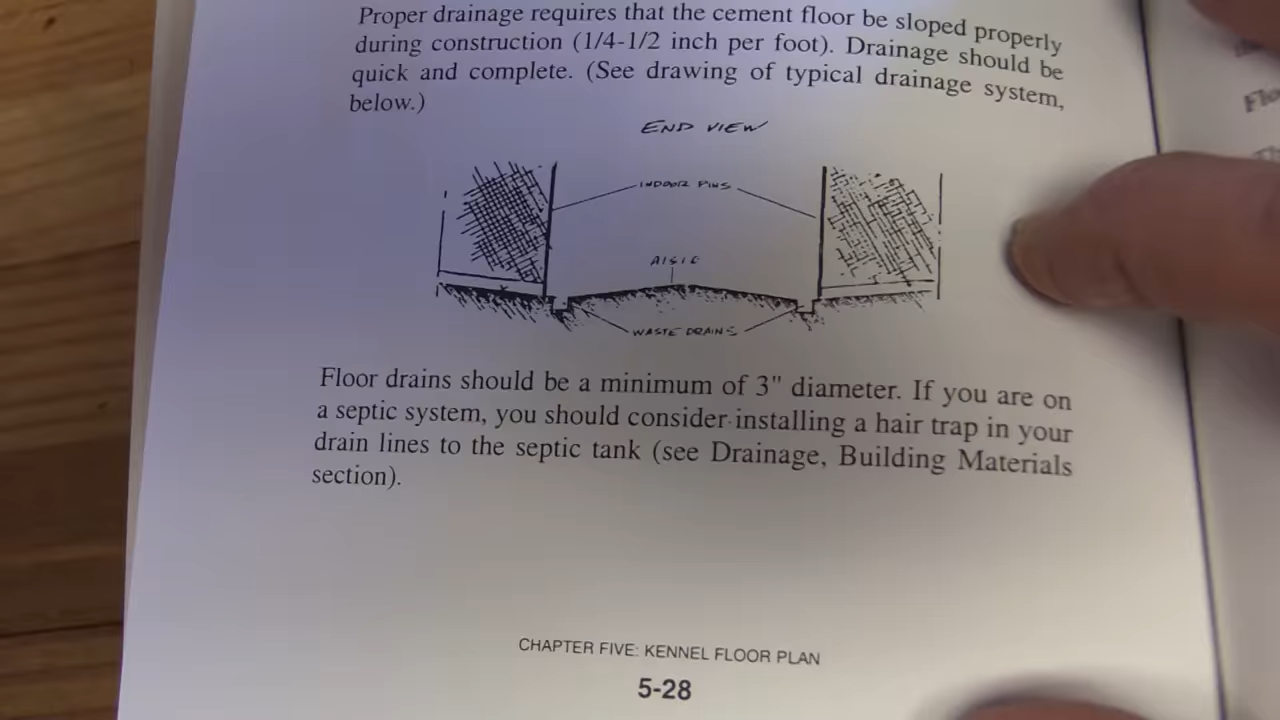 Proper drainage requires that the cement floor be sloped properly
during construction (1/4-1/2 inch per foot). Drainage should be
quick and complete. (See drawing of typical drainage system,
below.)
END VIEW
INDOOR PINS
AISLE
WASTE DRAINS
Floor drains should be a minimum of 3" diameter. If you are on
a septic system, you should consider installing a hair trap in your
drain lines to the septic tank (see Drainage, Building Materials
section).
CHAPTER FIVE: KENNEL FLOOR PLAN
5-28